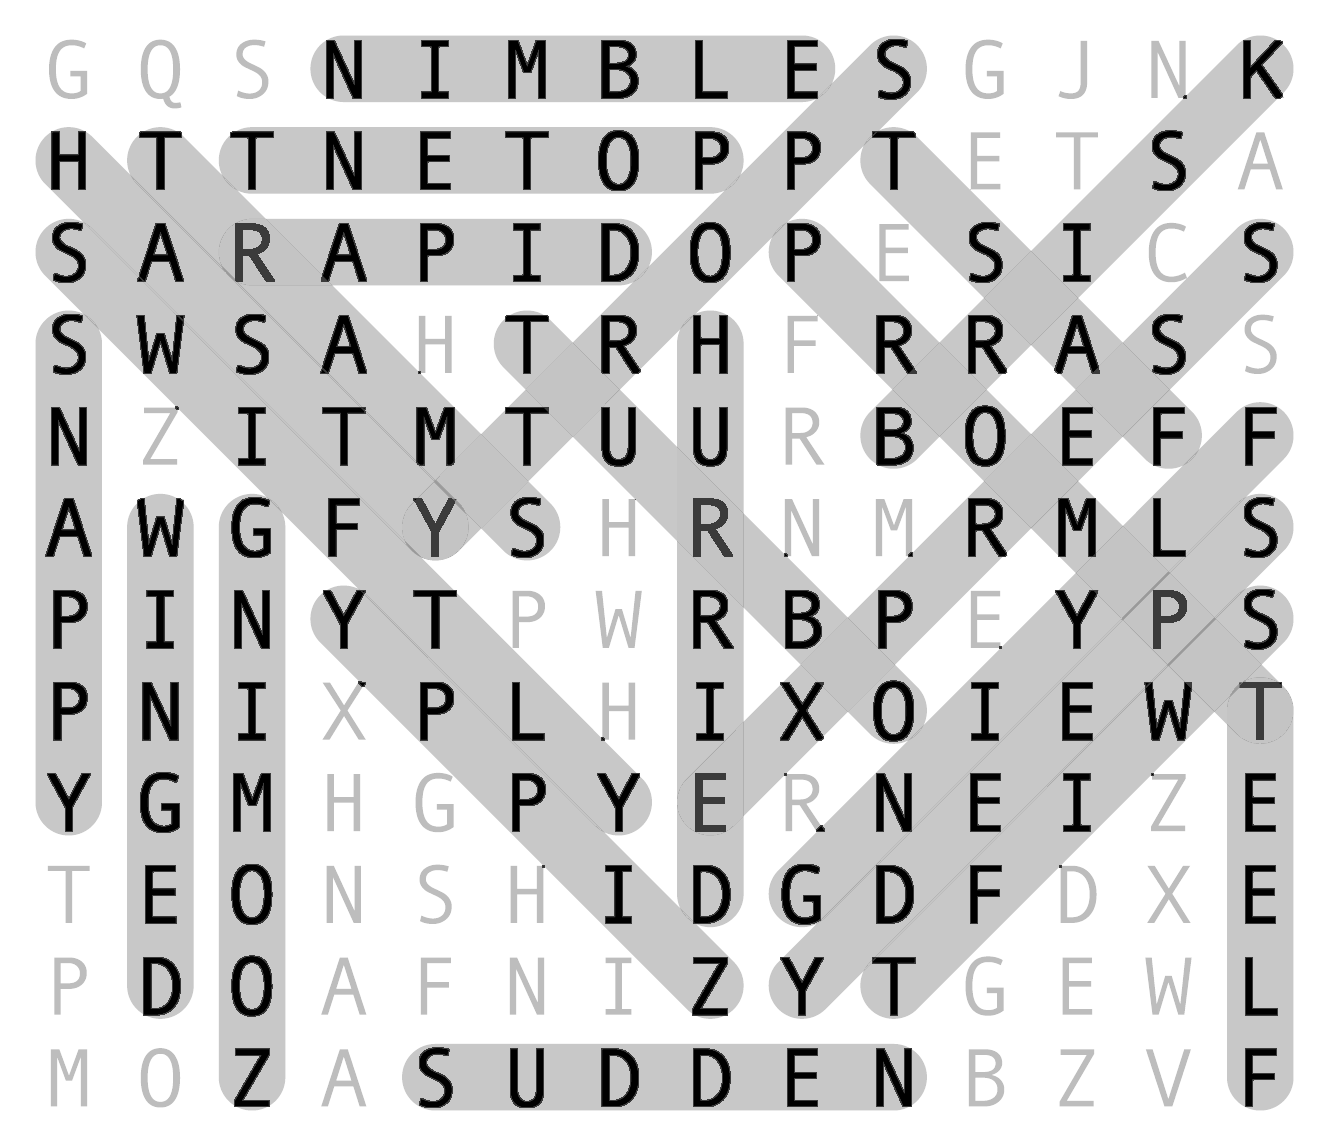 G Q S N I M B L E S G J N K
H T T N E T O P P T E T S A
S A R A P I D O P E S I C S
S W S A H T R H F R R A S S
N Z I T M T U U R B O E F F
A W G F Y S H R N M R M L S
P I N Y T P W R B P E Y P S
P N I X P L H I X O I E W T
Y G M H G P Y E R N E I Z E
T E O N S H I D G D F D X E
P D O A F N I Z Y T G E W L
M O Z A S U D D E N B Z V F